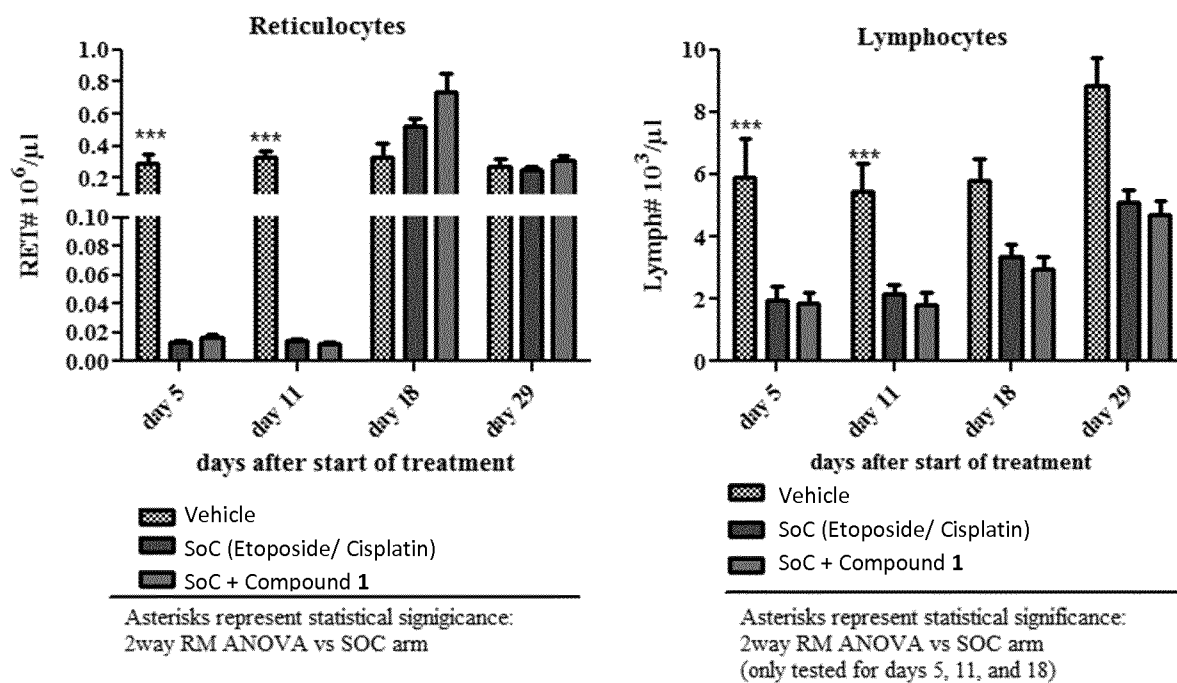 Reticulocytes
RET# 10^6/µl
1.0
0.8
0.6
0.4
0.2
0.10
0.08
0.06
0.04
0.02
0.00
***
***
day 5
day 11
day 18
day 29
days after start of treatment
Vehicle
SoC (Etoposide/ Cisplatin)
SoC + Compound 1
Asterisks represent statistical signigicance:
2way RM ANOVA vs SOC arm
Lymphocytes
Lymph# 10^3/µl
10
8
6
4
2
0
***
***
day 5
day 11
day 18
day 29
days after start of treatment
Vehicle
SoC (Etoposide/ Cisplatin)
SoC + Compound 1
Asterisks represent statistical significance:
2way RM ANOVA vs SOC arm
(only tested for days 5, 11, and 18)